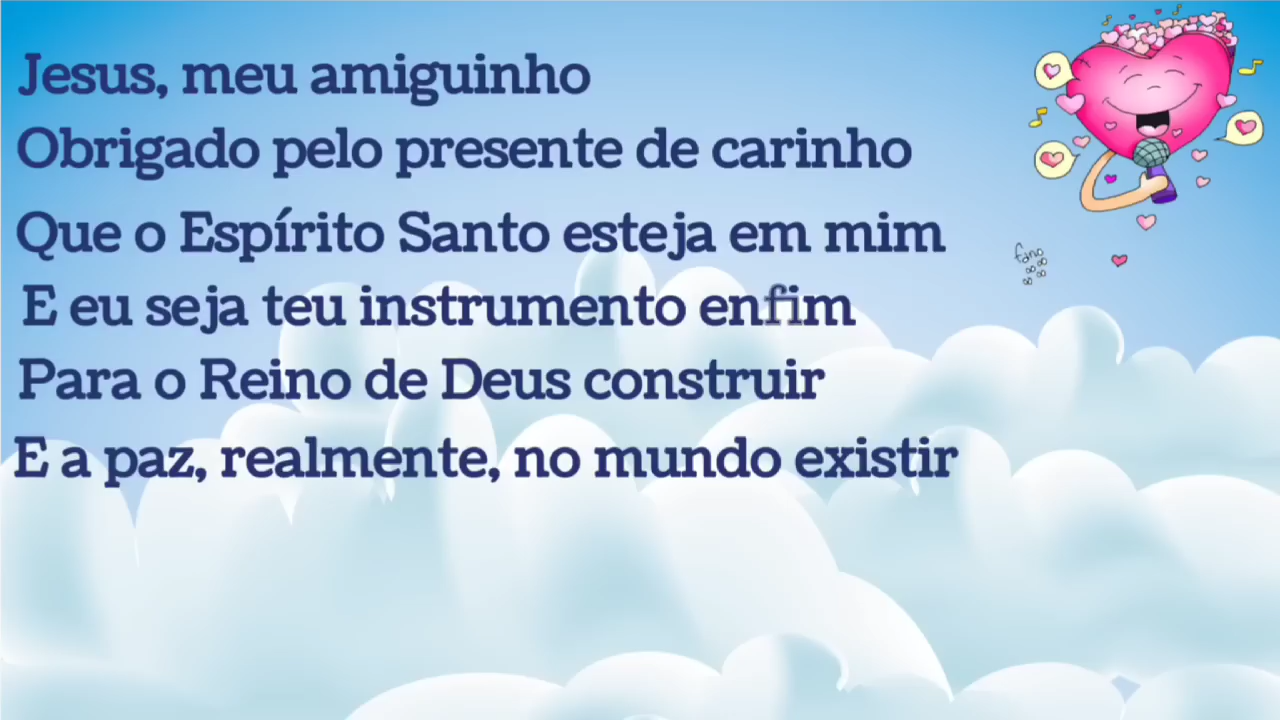 Jesus, meu amiguinho
Obrigado pelo presente de carinho
Que o Espírito Santo esteja em mim
E eu seja teu instrumento enfim
Para o Reino de Deus construir
E a paz, realmente, no mundo existir
fano